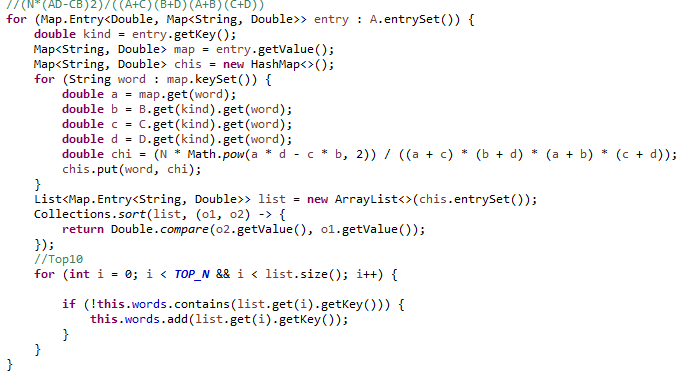 //(N*(AD-CB)2)/((A+C)(B+D)(A+B)(C+D))
for (Map.Entry<Double, Map<String, Double>> entry : A.entrySet()) {
    double kind = entry.getKey();
    Map<String, Double> map = entry.getValue();
    Map<String, Double> chis = new HashMap<>();
    for (String word : map.keySet()) {
        double a = map.get(word);
        double b = B.get(kind).get(word);
        double c = C.get(kind).get(word);
        double d = D.get(kind).get(word);
        double chi = (N * Math.pow(a * d - c * b, 2)) / ((a + c) * (b + d) * (a + b) * (c + d));
        chis.put(word, chi);
    }
    List<Map.Entry<String, Double>> list = new ArrayList<>(chis.entrySet());
    Collections.sort(list, (o1, o2) -> {
        return Double.compare(o2.getValue(), o1.getValue());
    });
    //Top10
    for (int i = 0; i < TOP_N && i < list.size(); i++) {
        if (!this.words.contains(list.get(i).getKey())) {
            this.words.add(list.get(i).getKey());
        }
    }
}